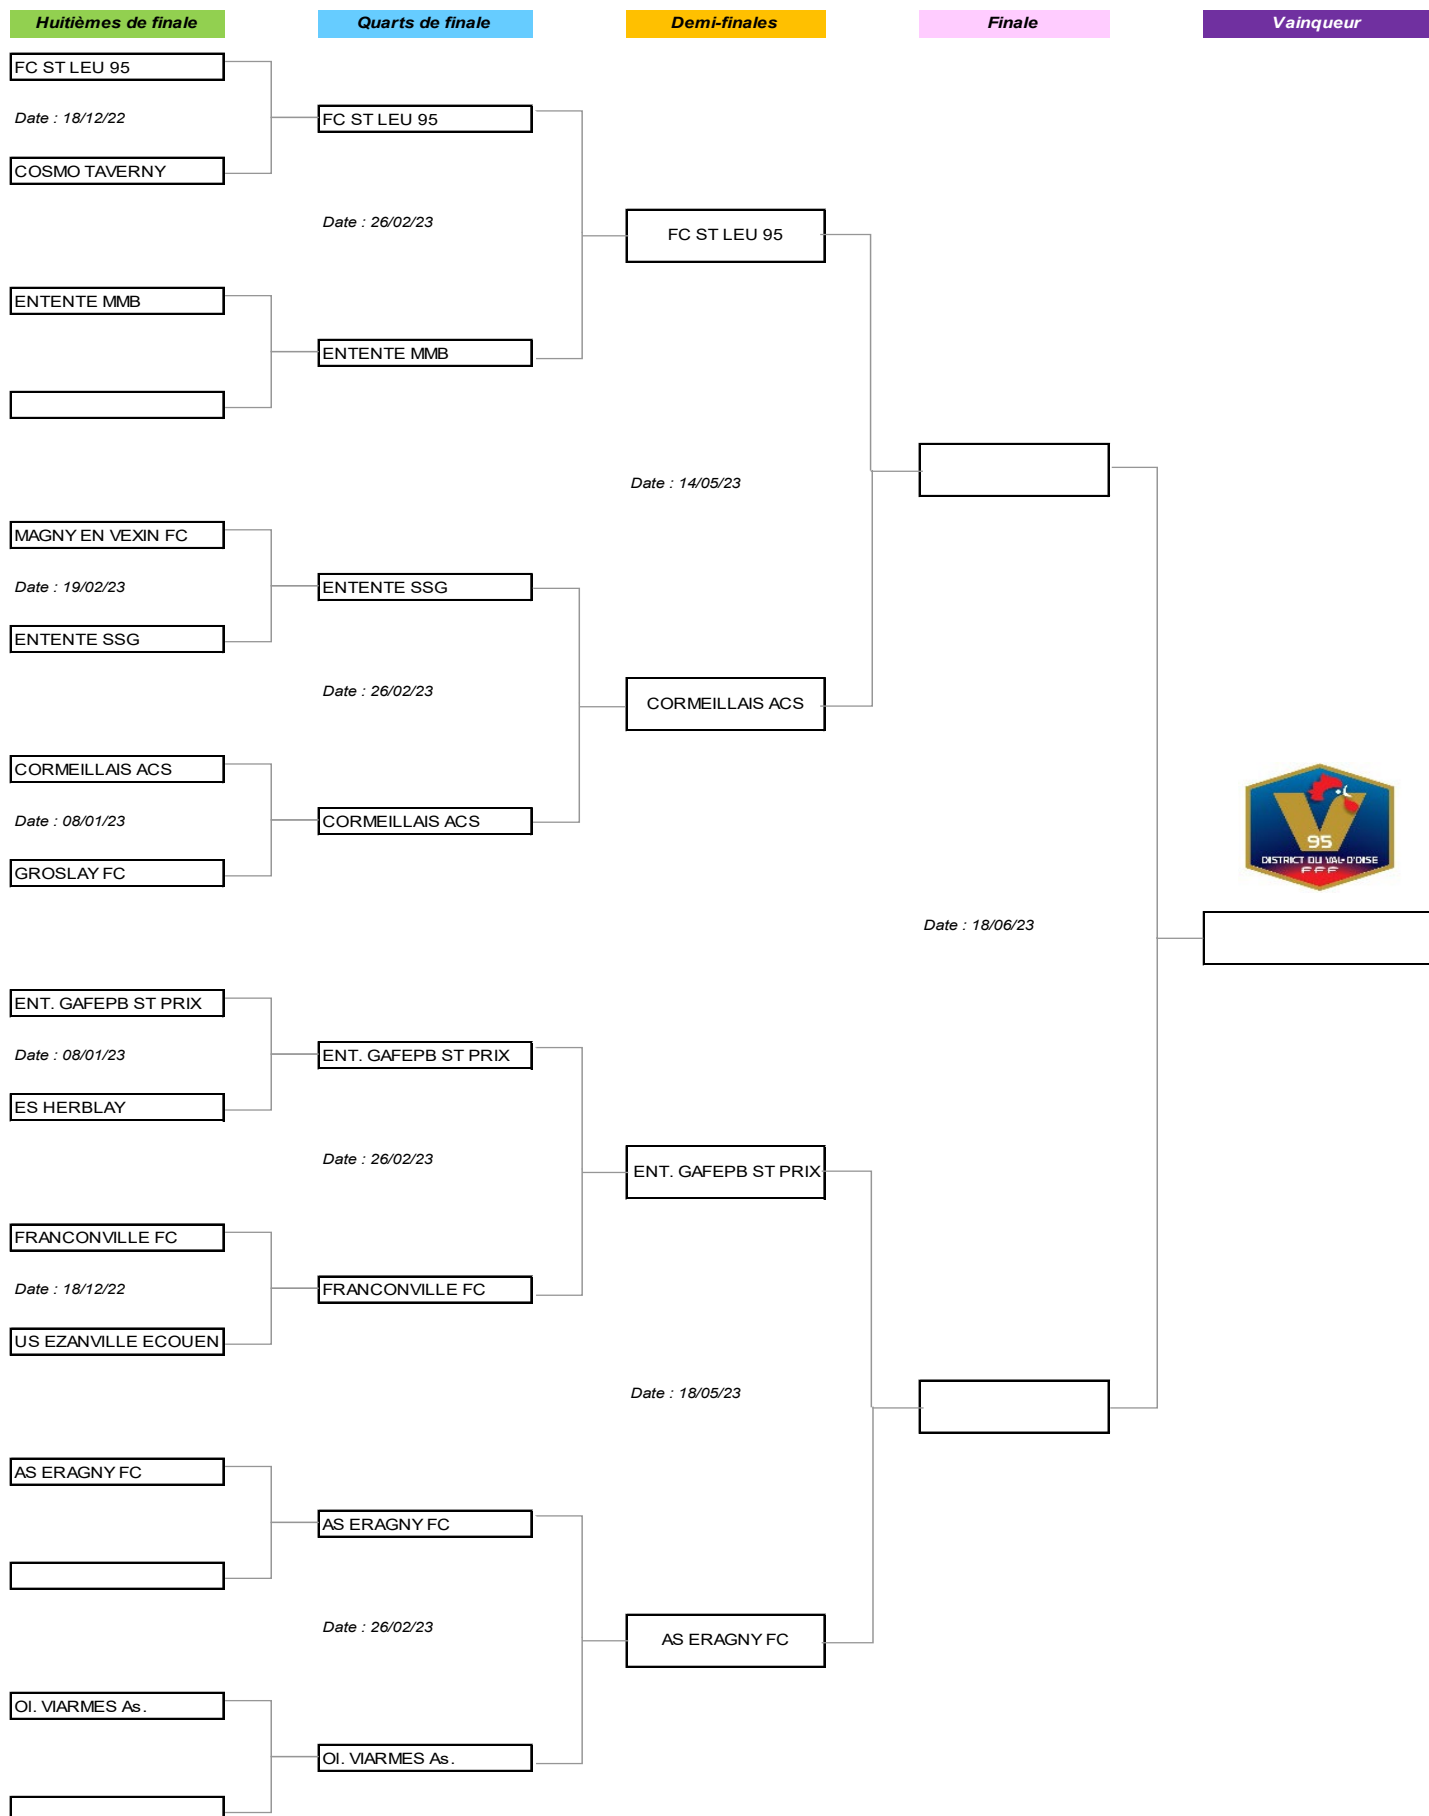 Huitièmes de finale
Quarts de finale
Demi-finales
Finale
Vainqueur
FC ST LEU 95
Date : 18/12/22
FC ST LEU 95
COSMO TAVERNY
Date : 26/02/23
FC ST LEU 95
ENTENTE MMB
ENTENTE MMB
Date : 14/05/23
MAGNY EN VEXIN FC
Date : 19/02/23
ENTENTE SSG
ENTENTE SSG
Date : 26/02/23
CORMEILLAIS ACS
CORMEILLAIS ACS
Date : 08/01/23
CORMEILLAIS ACS
GROSLAY FC
95
DISTRICT DU VAL-D'OISE
FFF
Date : 18/06/23
ENT. GAFEPB ST PRIX
Date : 08/01/23
ENT. GAFEPB ST PRIX
ES HERBLAY
Date : 26/02/23
ENT. GAFEPB ST PRIX
FRANCONVILLE FC
Date : 18/12/22
FRANCONVILLE FC
US EZANVILLE ECOUEN
Date : 18/05/23
AS ERAGNY FC
AS ERAGNY FC
Date : 26/02/23
AS ERAGNY FC
Ol. VIARMES As.
Ol. VIARMES As.